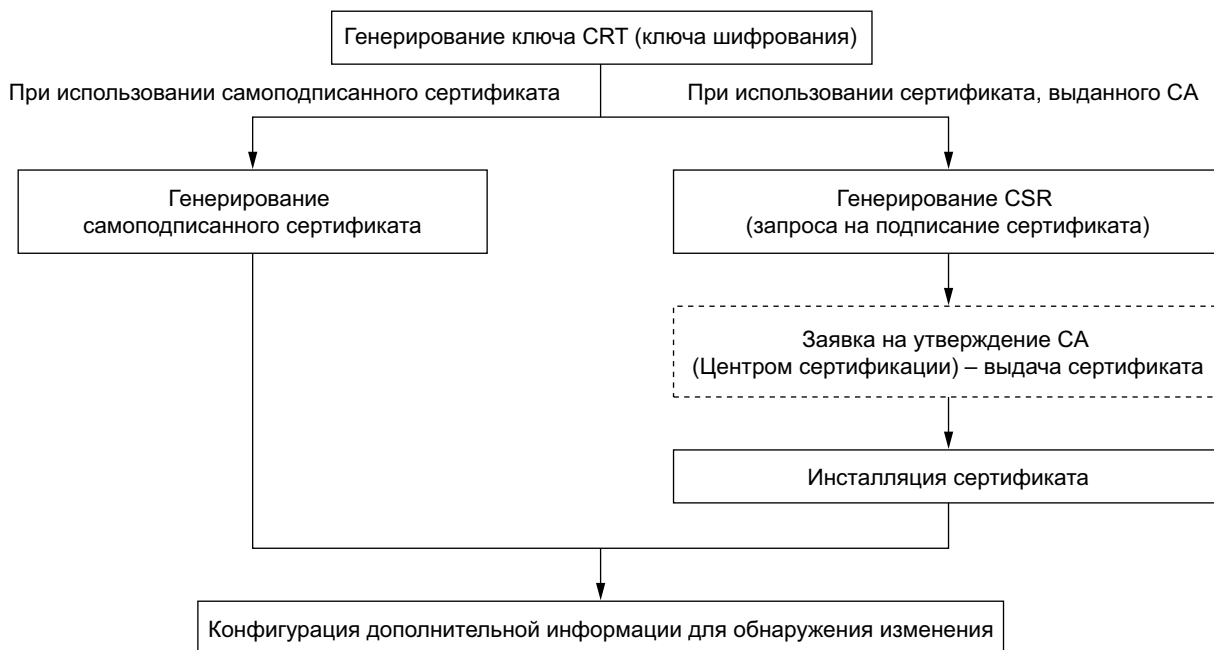 Генерирование ключа CRT (ключа шифрования)
При использовании самоподписанного сертификата
При использовании сертификата, выданного CA
Генерирование
самоподписанного сертификата
Генерирование CSR
(запроса на подписание сертификата)
Заявка на утверждение CA
(Центром сертификации) – выдача сертификата
Инсталляция сертификата
Конфигурация дополнительной информации для обнаружения изменения